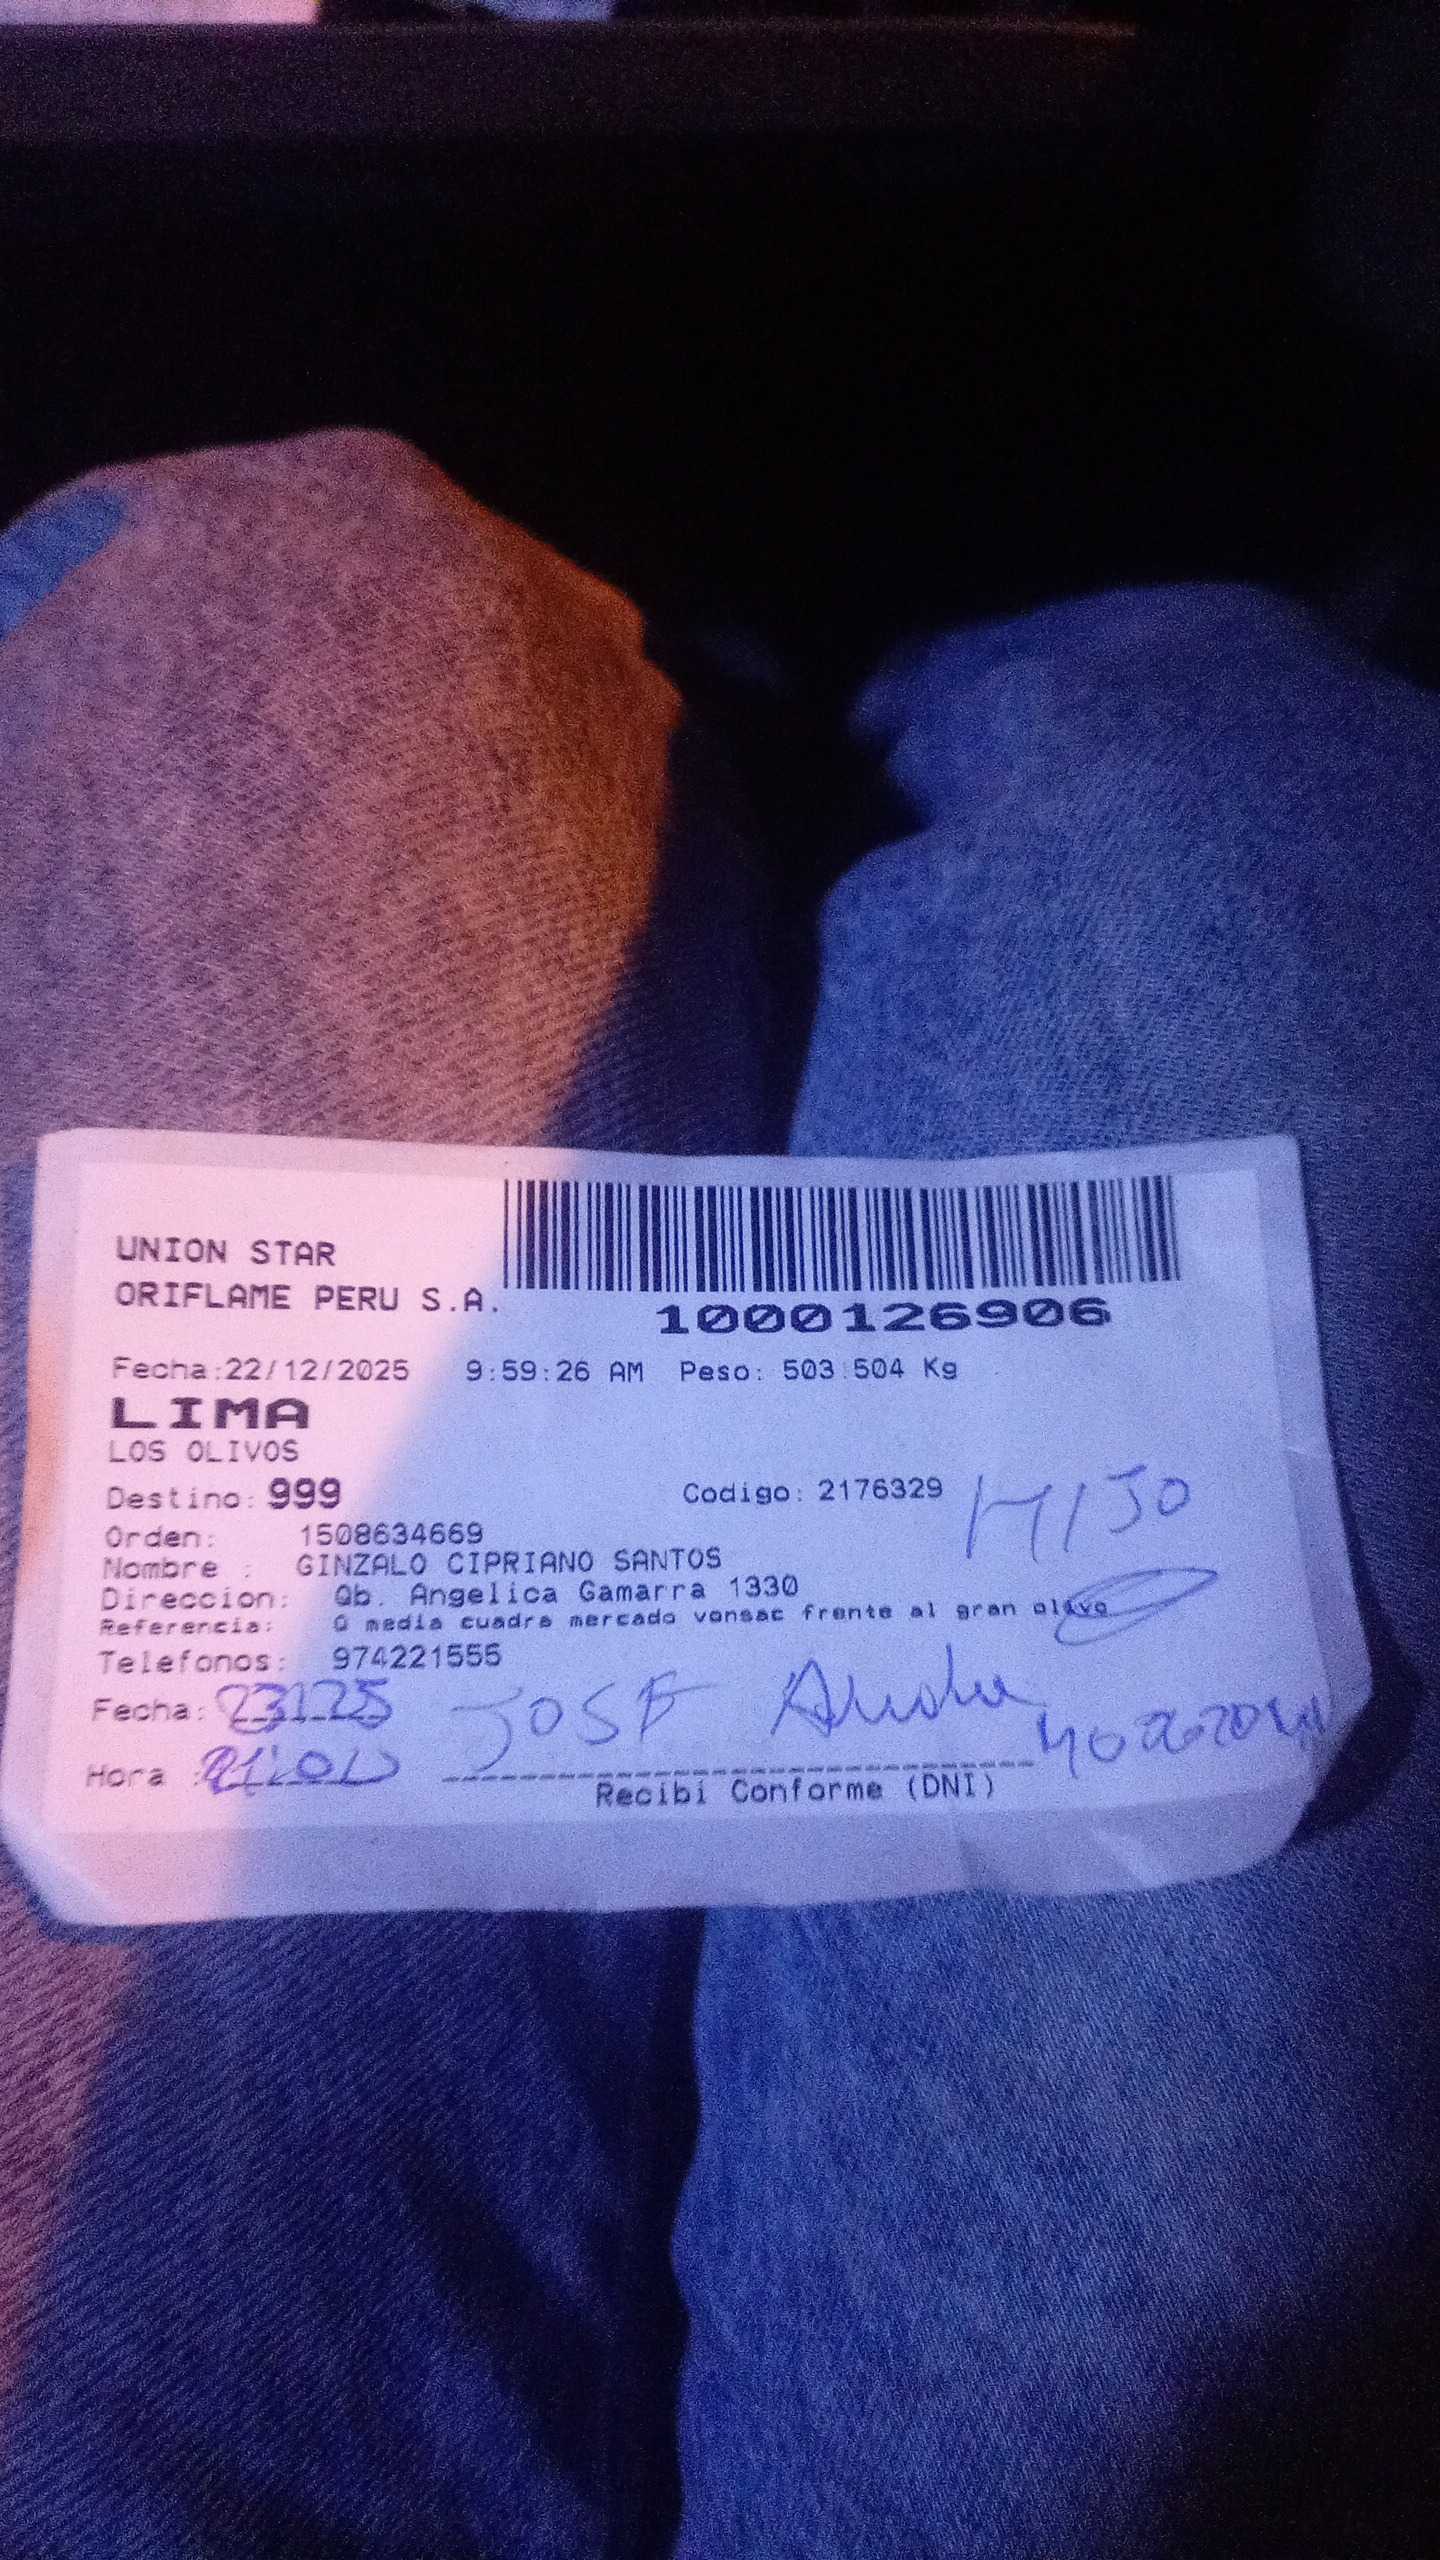 UNION STAR
ORIFLAME PERU S.A.
1000126906
Fecha:22/12/2025 9:59:26 AM Peso: 503.504 Kg
LIMA
LOS OLIVOS
Destino: 999 Codigo: 2176329
HIJO
Orden: 1508634669
Nombre : GINZALO CIPRIANO SANTOS
Direccion: Qb. Angelica Gamarra 1330
Referencia: Q media cuadra mercado vonsac frente al gran olivo
Telefonos: 974221555
Fecha: 231225 JOSE
Hora :
Recibi Conforme (DNI)